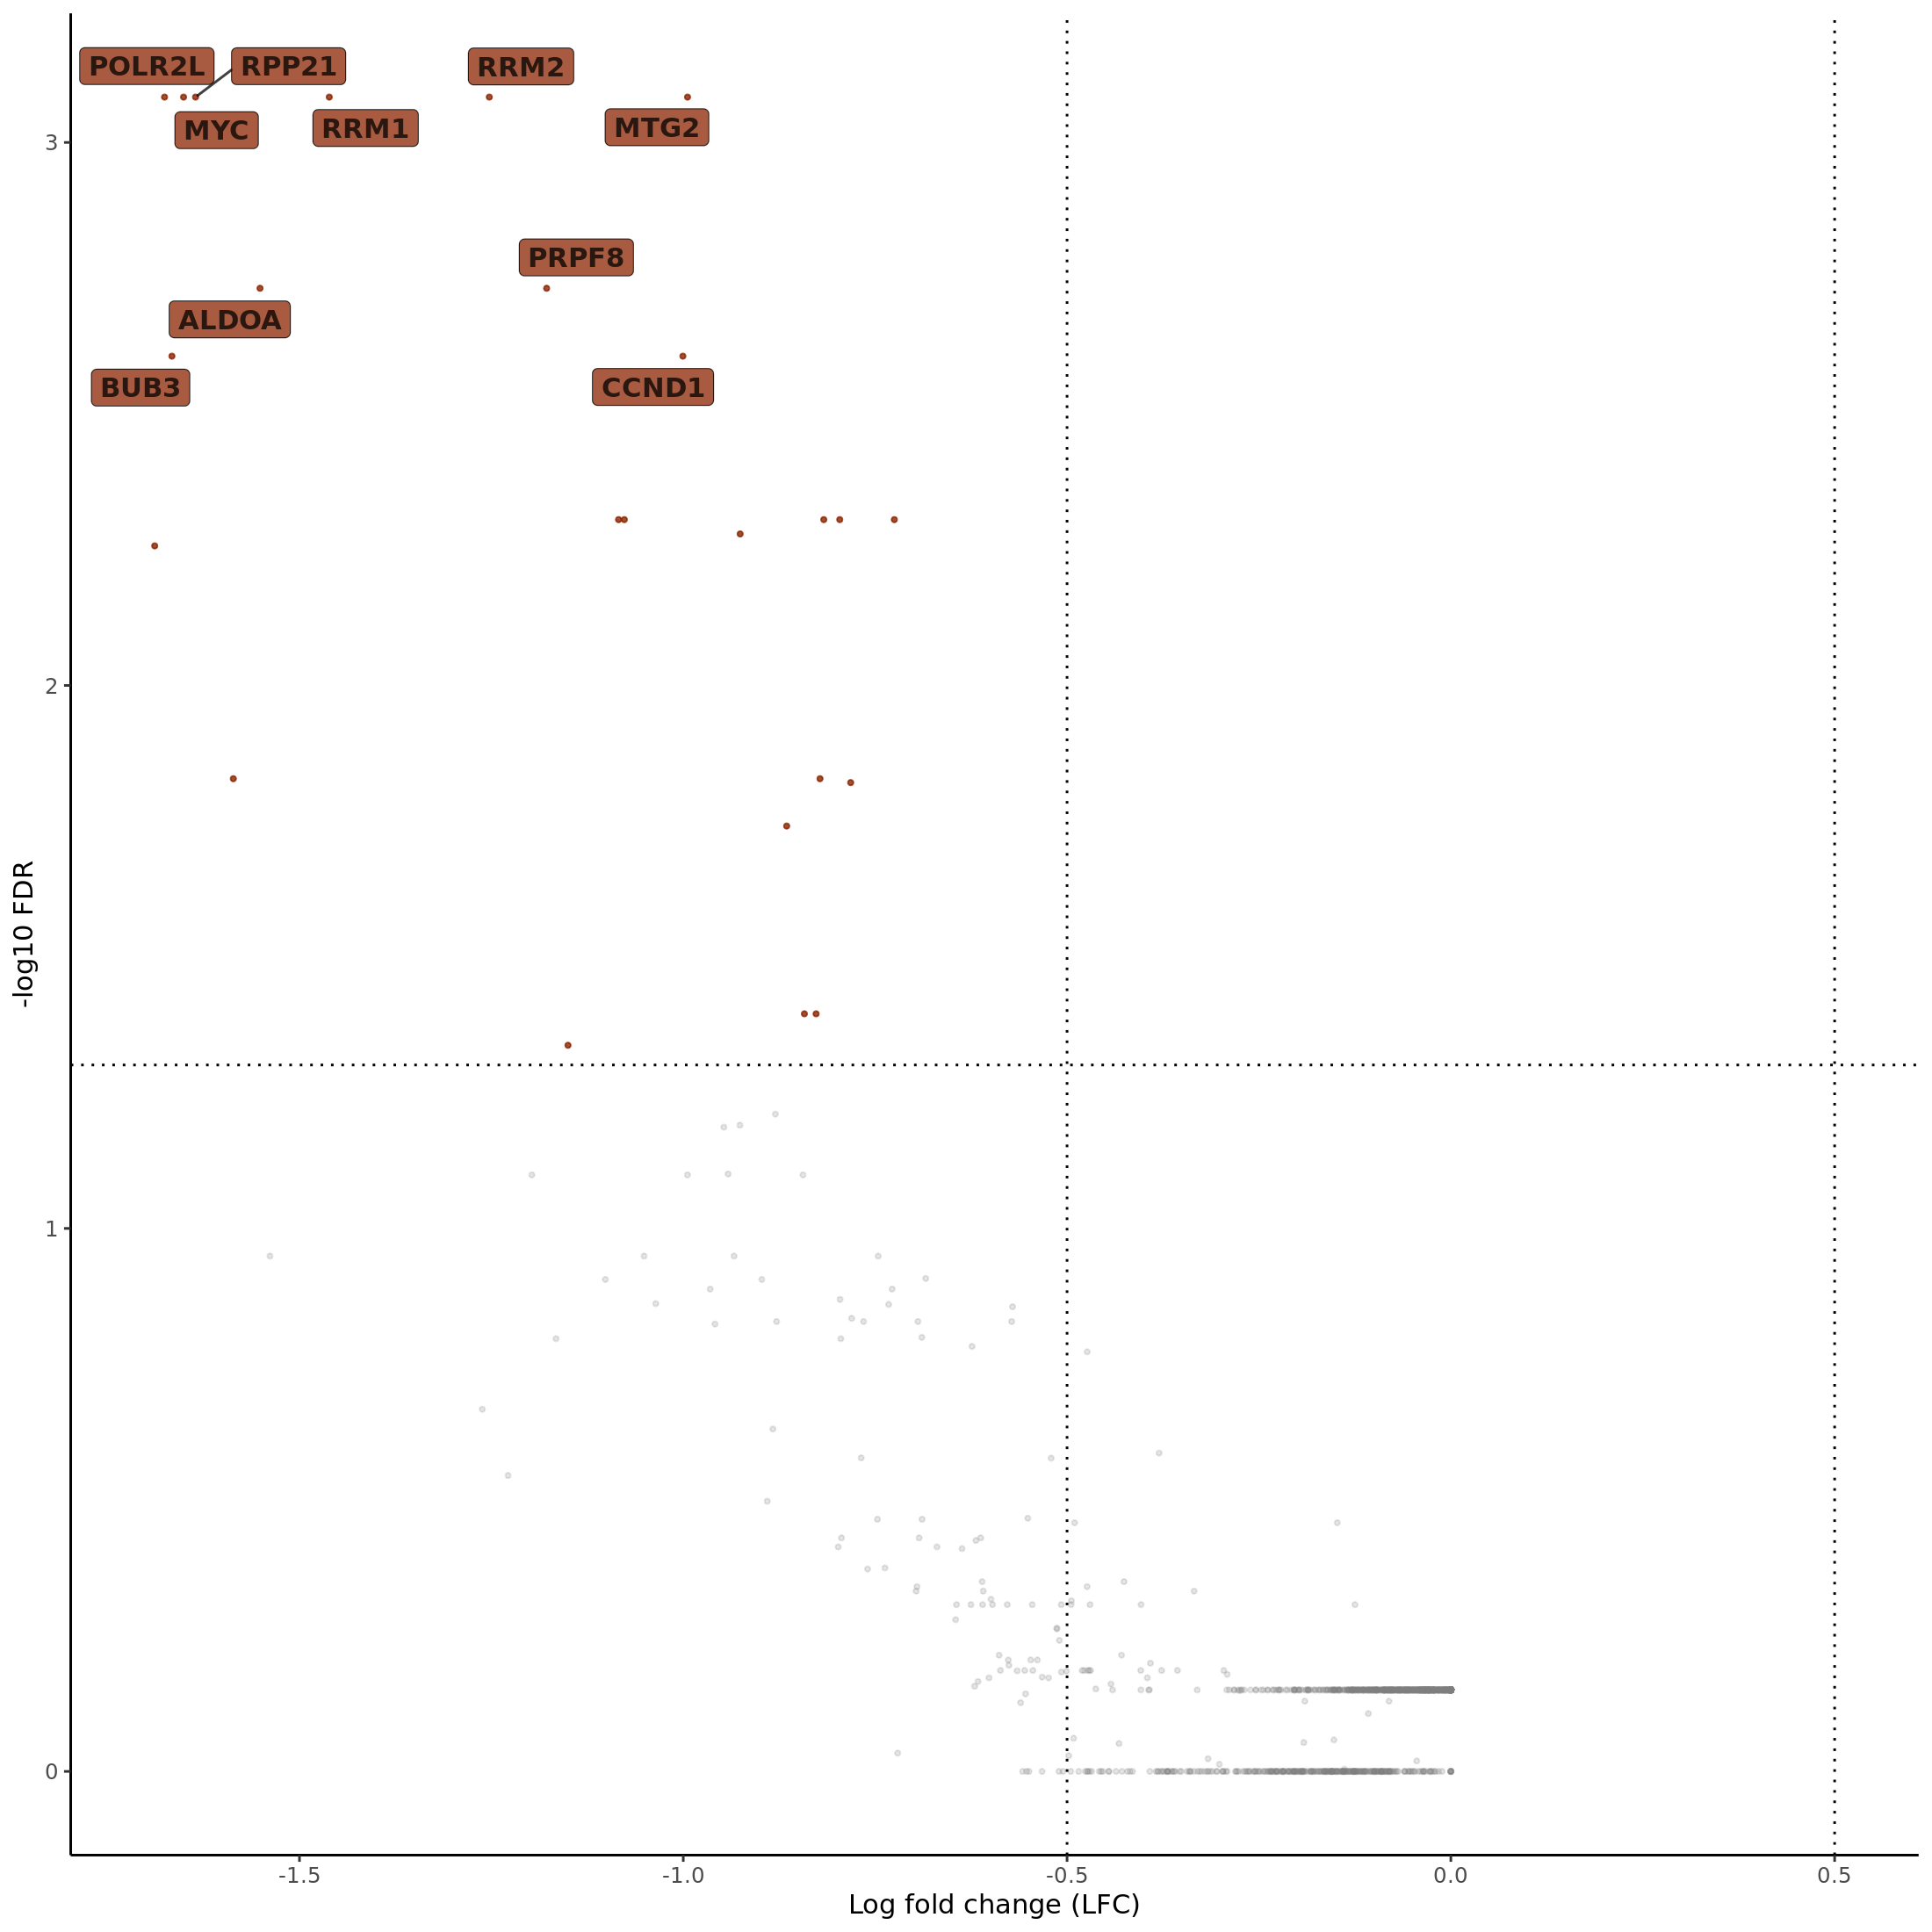 POLR2L
RPP21
RRM2
MYC
RRM1
MTG2
3
PRPF8
ALDOA
BUB3
CCND1
2
-log10 FDR
1
0
-1.5
-1.0
-0.5
0.0
0.5
Log fold change (LFC)